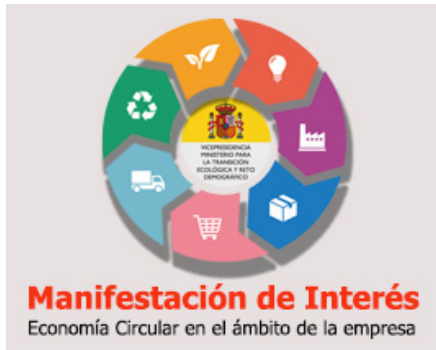 VICEPRESIDENCIA
MINISTERIO PARA
LA TRANSICIÓN
ECOLÓGICA Y RETO
DEMOGRÁFICO
Manifestación de Interés
Economía Circular en el ámbito de la empresa